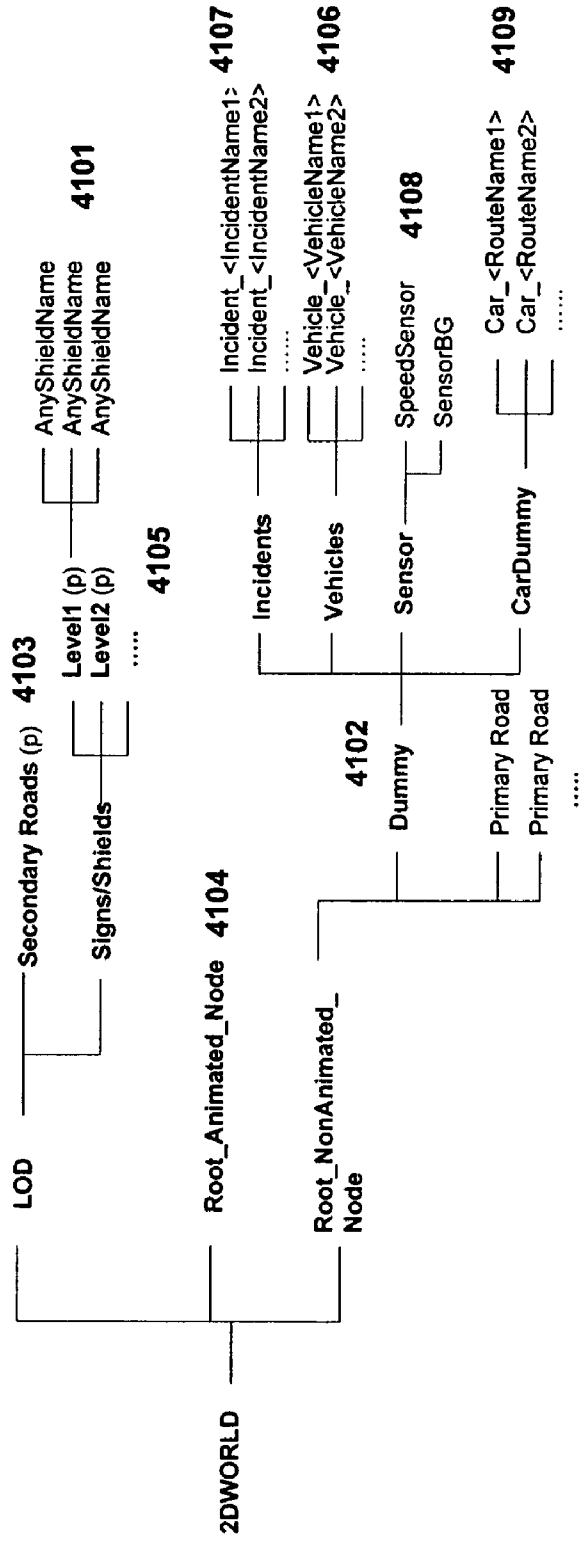 2DWORLD
LOD
Secondary Roads (p) 4103
Signs/Shields
Level1 (p)
Level2 (p)
.....
4105
AnyShieldName
AnyShieldName
AnyShieldName
4101
Root_Animated_Node 4104
Root_NonAnimated_
Node
4102
Dummy
Primary Road
Primary Road
.....
Incidents
Incident_<IncidentName1>
Incident_<IncidentName2>
......
4107
Vehicles
Vehicle_<VehicleName1>
Vehicle_<VehicleName2>
......
4106
Sensor
SpeedSensor
SensorBG
4108
CarDummy
Car_<RouteName1>
Car_<RouteName2>
......
4109